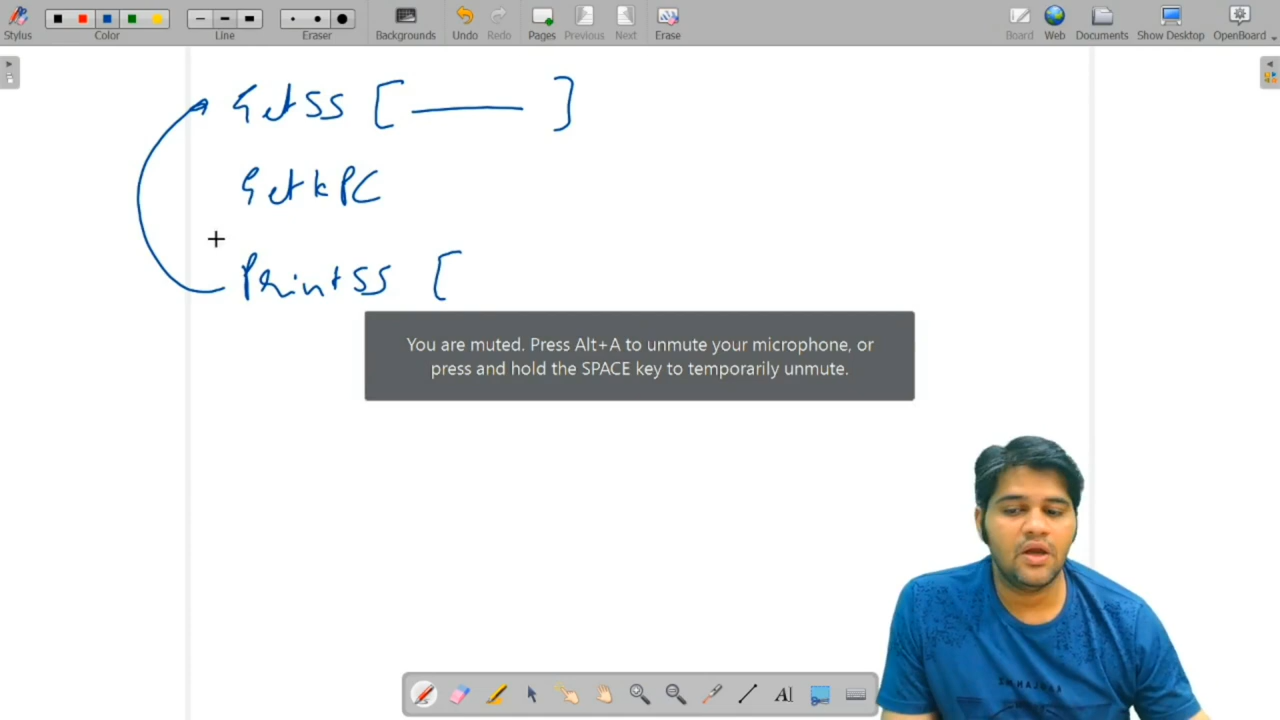 Stylus
Color
Line
Eraser
Backgrounds
Undo
Redo
Pages
Previous
Next
Erase
Board
Web
Documents
Show Desktop
OpenBoard
GetSS [ ______ ]
GetkPC
PrintSS [
You are muted. Press Alt+A to unmute your microphone, or
press and hold the SPACE key to temporarily unmute.
AI